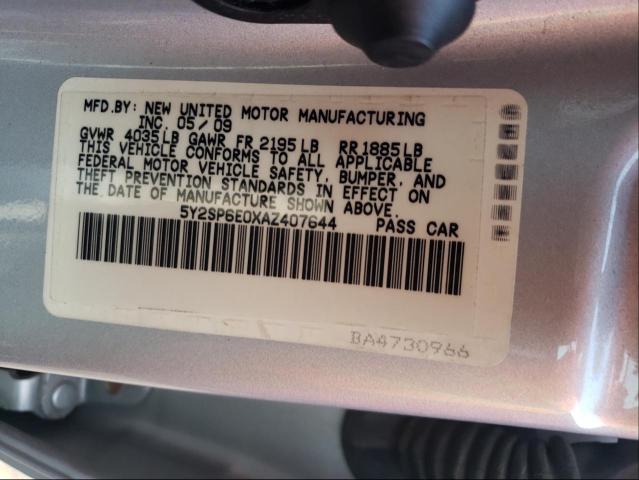 MFD.BY: NEW UNITED MOTOR MANUFACTURING
INC. 05/09
GVWR 4035LB GAWR FR 2195LB RR1885LB
THIS VEHICLE CONFORMS TO ALL APPLICABLE
FEDERAL MOTOR VEHICLE SAFETY, BUMPER, AND
THEFT PREVENTION STANDARDS IN EFFECT ON
THE DATE OF MANUFACTURE SHOWN ABOVE.
5Y2SP6E0XAZ407644 PASS CAR
BA4730966